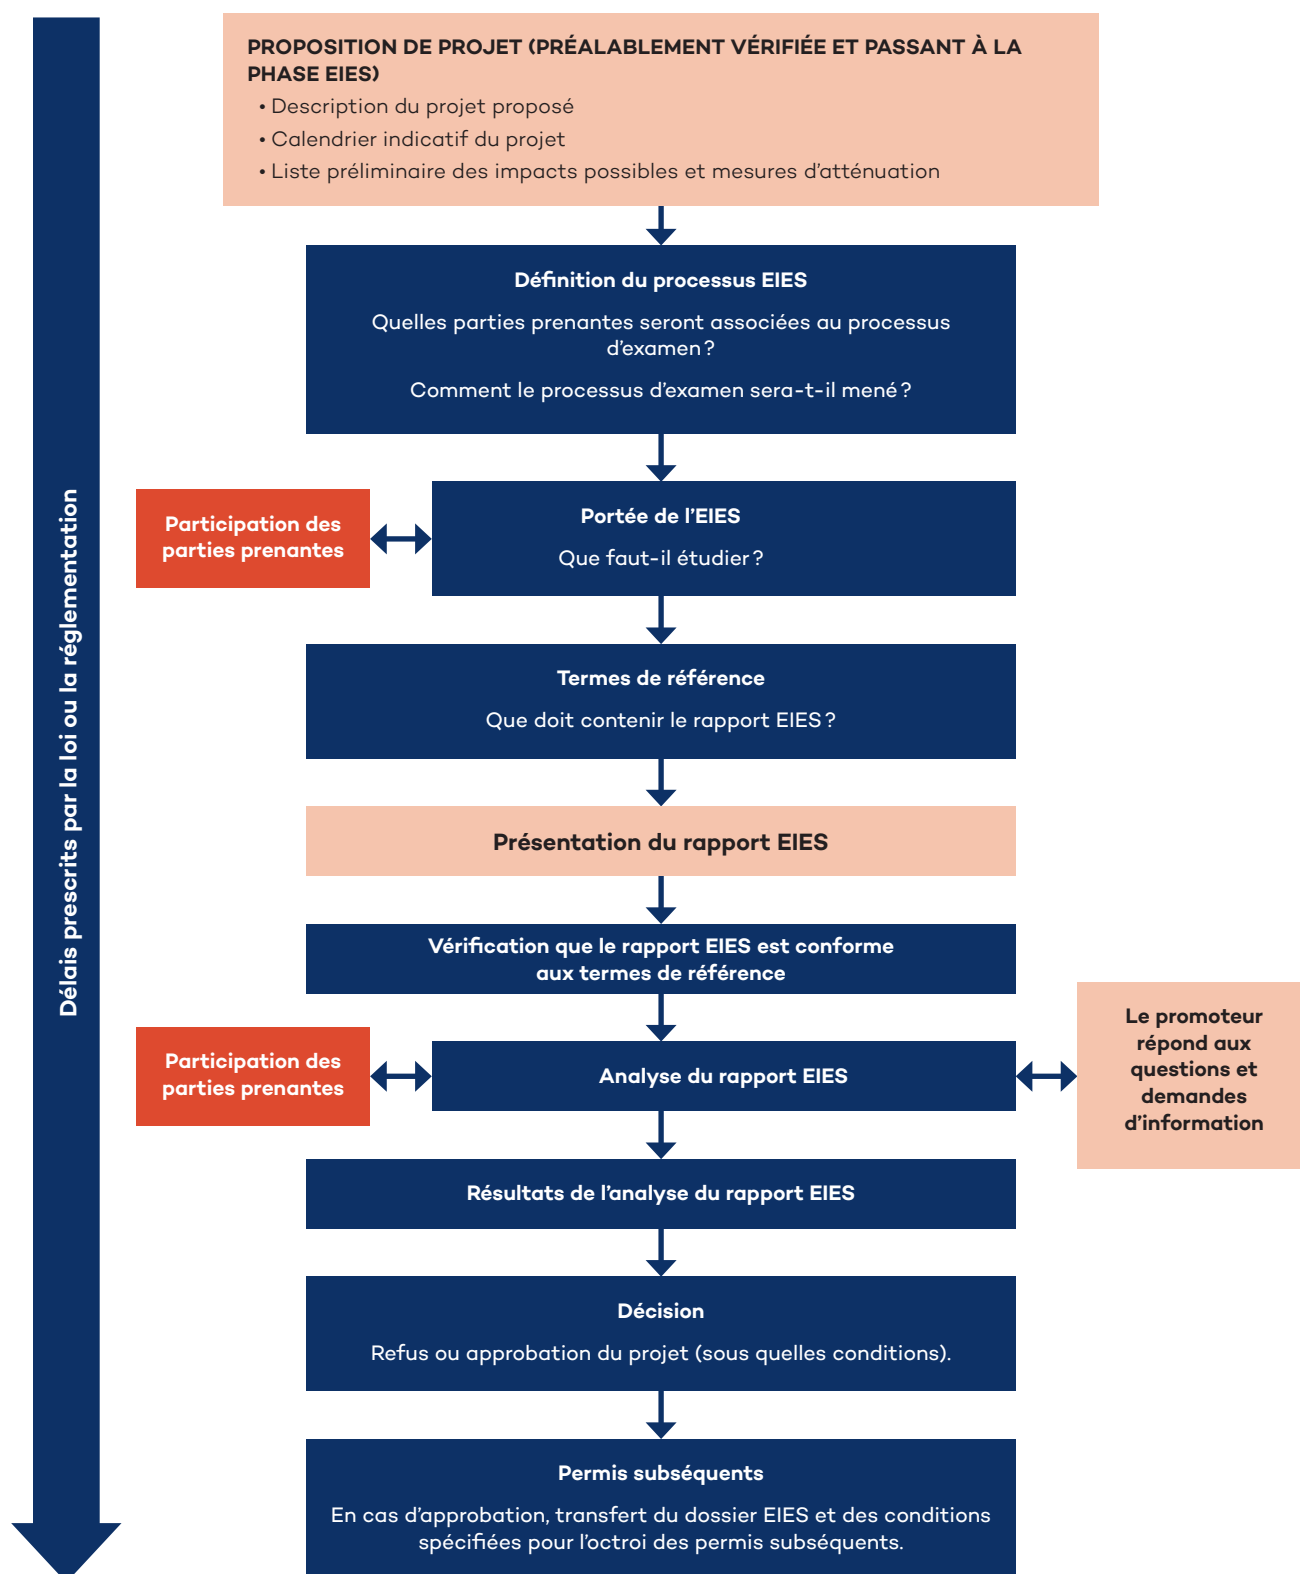 PROPOSITION DE PROJET (PRÉALABLEMENT VÉRIFIÉE ET PASSANT À LA
PHASE EIES)
• Description du projet proposé
• Calendrier indicatif du projet
• Liste préliminaire des impacts possibles et mesures d’atténuation
Définition du processus EIES
Quelles parties prenantes seront associées au processus
d’examen ?
Comment le processus d’examen sera-t-il mené ?
Délais prescrits par la loi ou la réglementation
Participation des
parties prenantes
Portée de l’EIES
Que faut-il étudier ?
Termes de référence
Que doit contenir le rapport EIES ?
Présentation du rapport EIES
Vérification que le rapport EIES est conforme
aux termes de référence
Participation des
parties prenantes
Analyse du rapport EIES
Le promoteur
répond aux
questions et
demandes
d’information
Résultats de l’analyse du rapport EIES
Décision
Refus ou approbation du projet (sous quelles conditions).
Permis subséquents
En cas d’approbation, transfert du dossier EIES et des conditions
spécifiées pour l’octroi des permis subséquents.